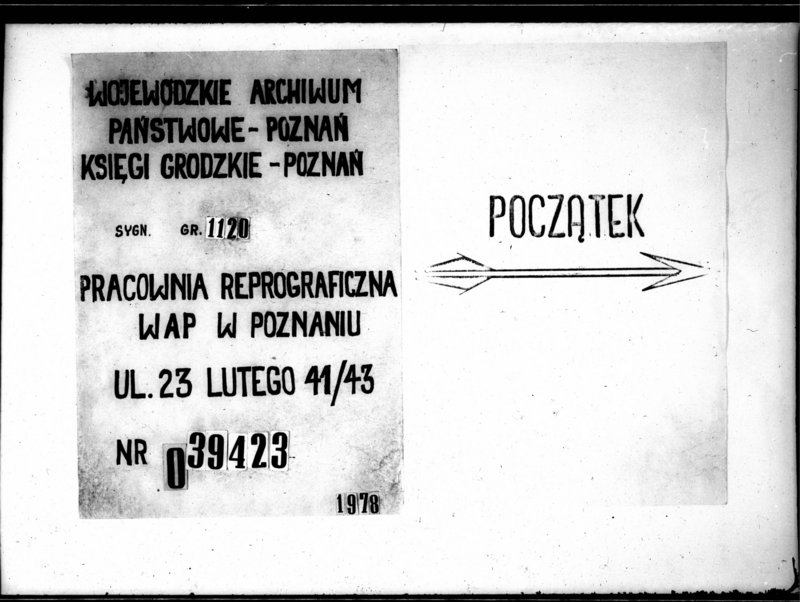 WOJEWÓDZKIE ARCHIWUM
PAŃSTWOWE - POZNAŃ
KSIĘGI GRODZKIE - POZNAŃ
SYGN. GR. 1120
PRACOWNIA REPROGRAFICZNA
WAP W POZNANIU
UL. 23 LUTEGO 41/43
NR 039423
1978
POCZĄTEK